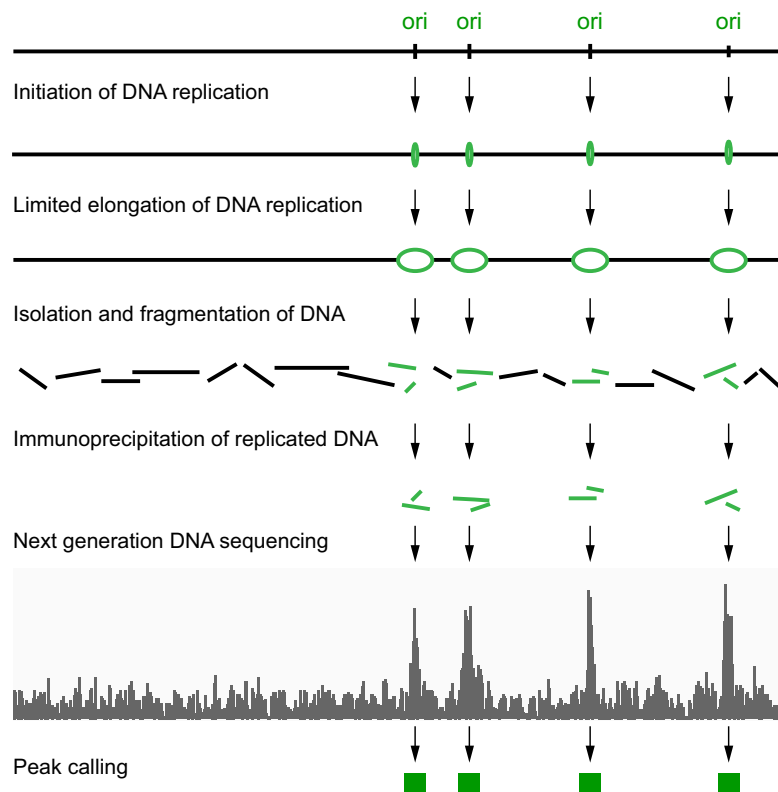 ori ori ori ori
Initiation of DNA replication
Limited elongation of DNA replication
Isolation and fragmentation of DNA
Immunoprecipitation of replicated DNA
Next generation DNA sequencing
Peak calling